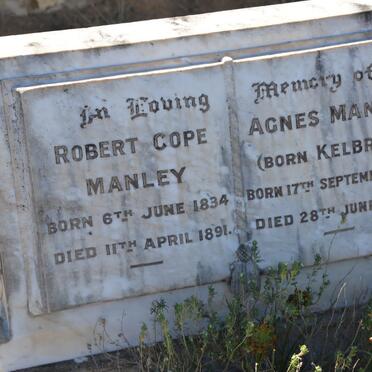 In Loving
ROBERT COPE
MANLEY
BORN 6TH JUNE 1834
DIED 11TH APRIL 1891.
Memory of
AGNES MAN
(BORN KELBR
BORN 17TH SEPTEM
DIED 28TH JUN